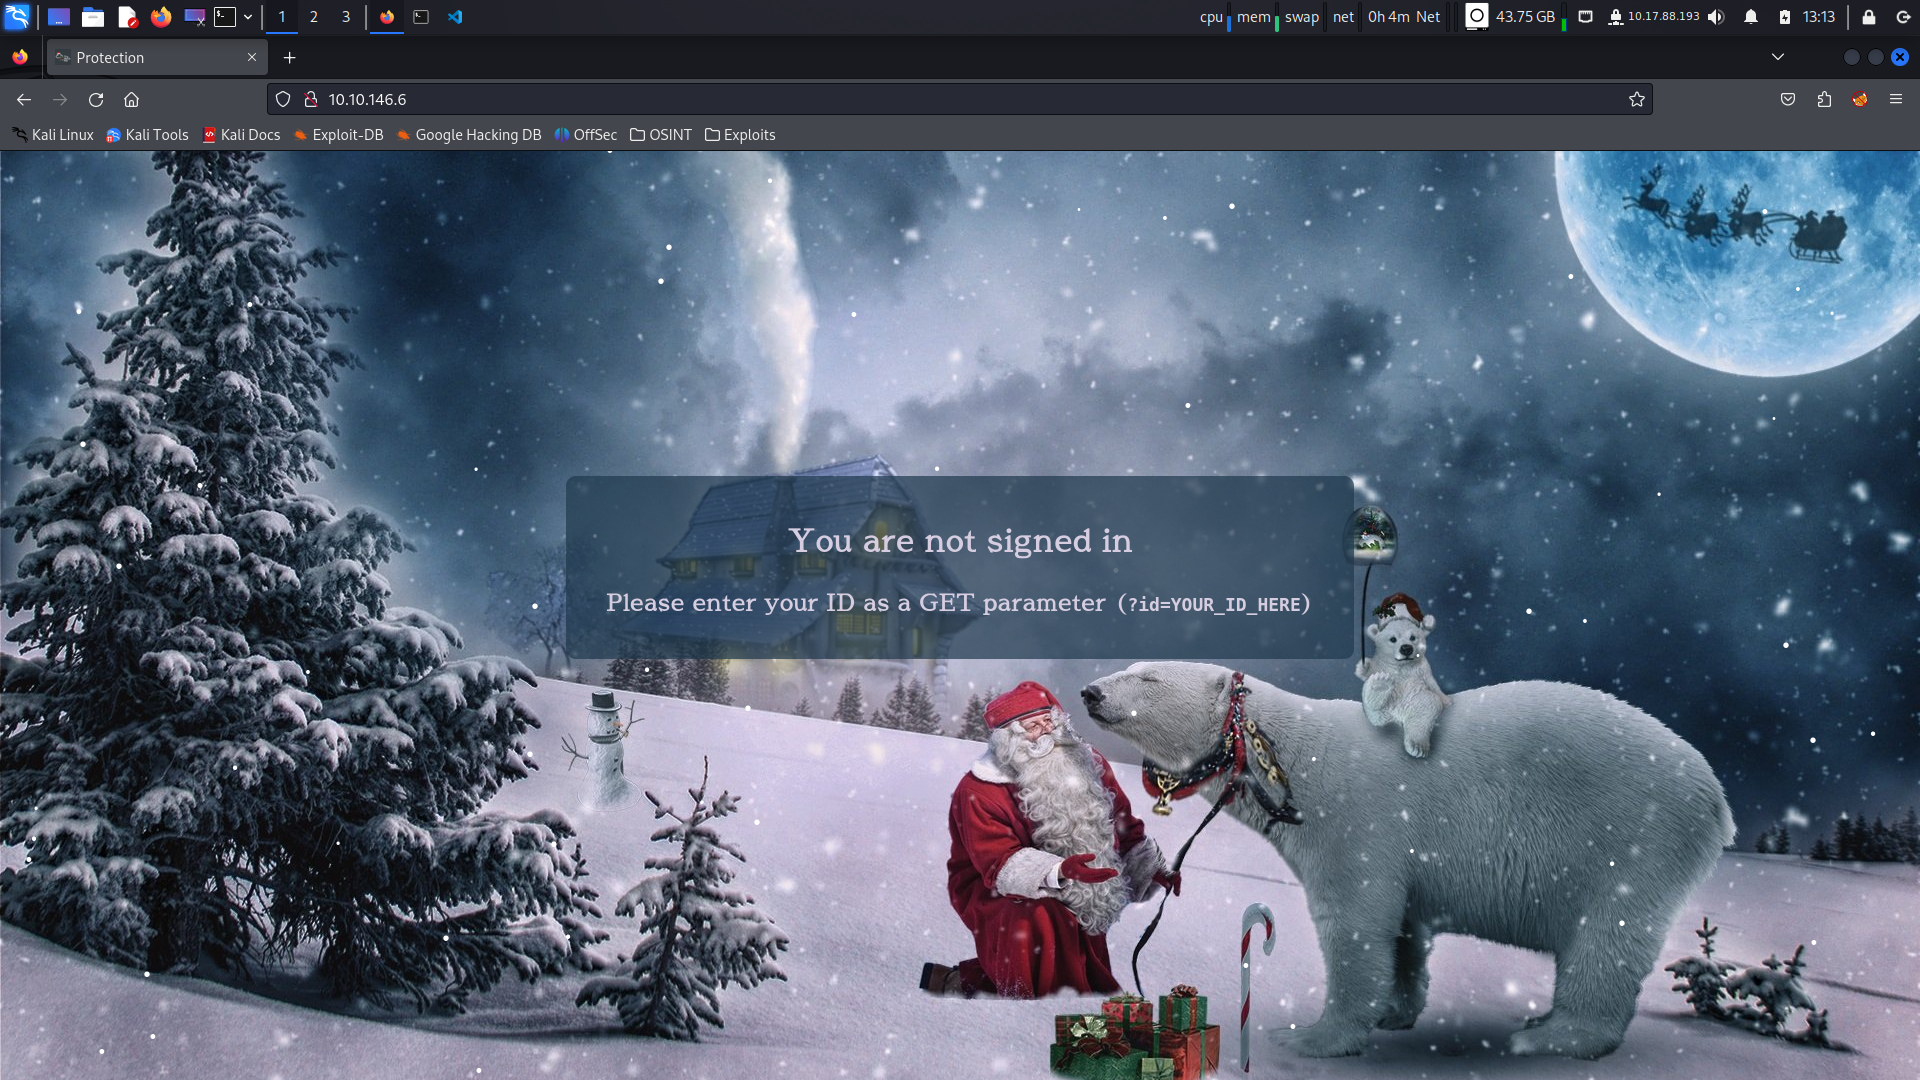 1 2 3 cpu mem swap net 0h 4m Net 43.75 GB 10.17.88.193 13:13
Protection
10.10.146.6
Kali Linux Kali Tools Kali Docs Exploit-DB Google Hacking DB OffSec OSINT Exploits
You are not signed in
Please enter your ID as a GET parameter (?id=YOUR_ID_HERE)